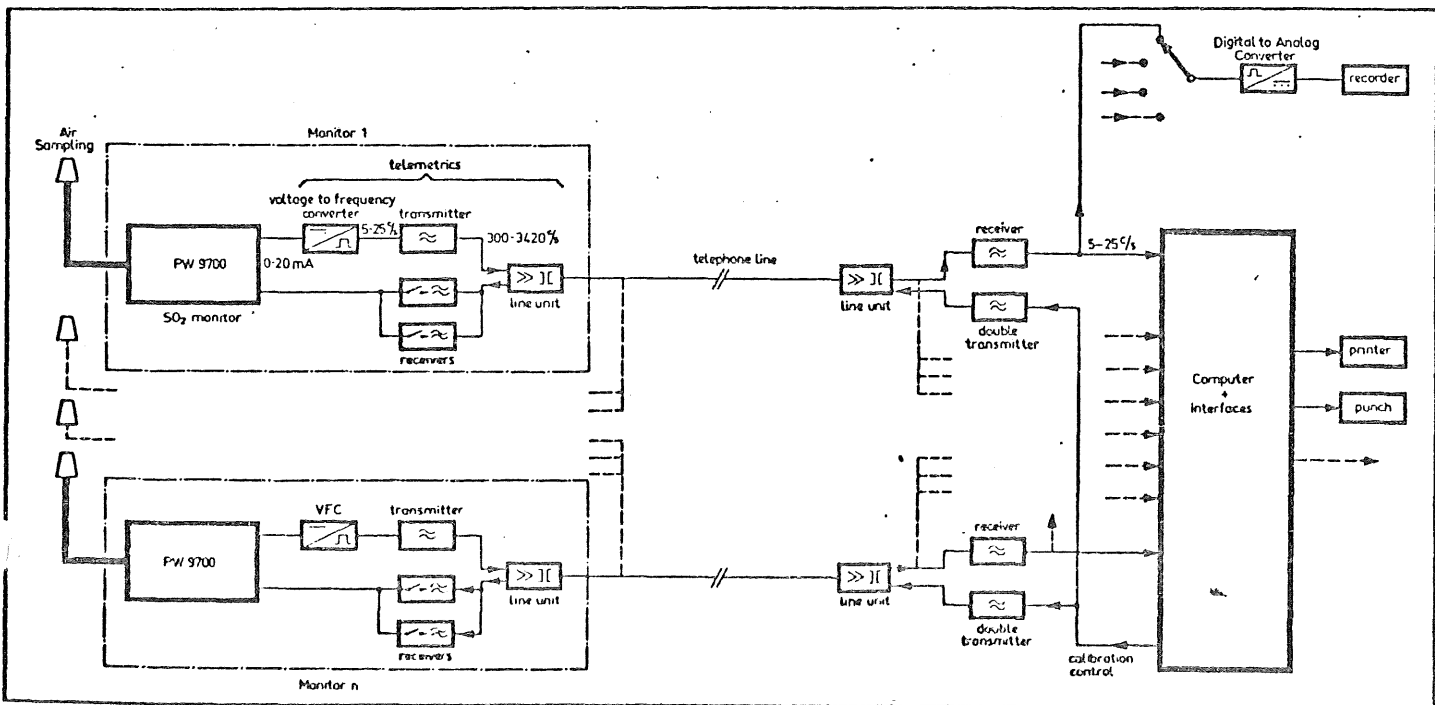 Digital to Analog
Converter
recorder
Air
Sampling
Monitor 1
telemetrics
voltage to frequency
converter
5-25 c/s
transmitter
300-3420 c/s
PW 9700
0-20 mA
SO₂ monitor
line unit
receivers
telephone line
line unit
receiver
5-25 c/s
double
transmitter
Computer
+
Interfaces
printer
punch
VFC
transmitter
PW 9700
line unit
receivers
Monitor n
line unit
receiver
double
transmitter
calibration
control